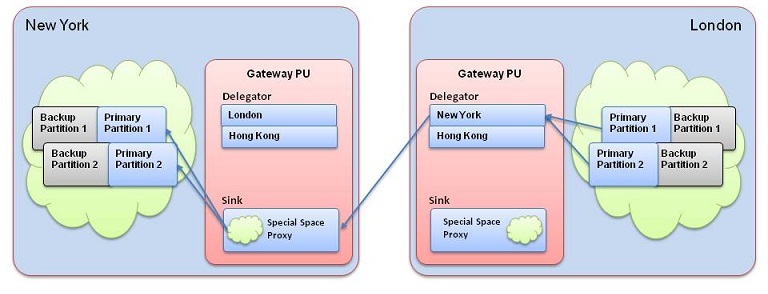 New York
Gateway PU
Delegator
London
Hong Kong
Backup
Partition 1
Primary
Partition 1
Backup
Partition 2
Primary
Partition 2
Sink
Special Space
Proxy
London
Gateway PU
Delegator
New York
Hong Kong
Primary
Partition 1
Backup
Partition 1
Primary
Partition 2
Backup
Partition 2
Sink
Special Space
Proxy